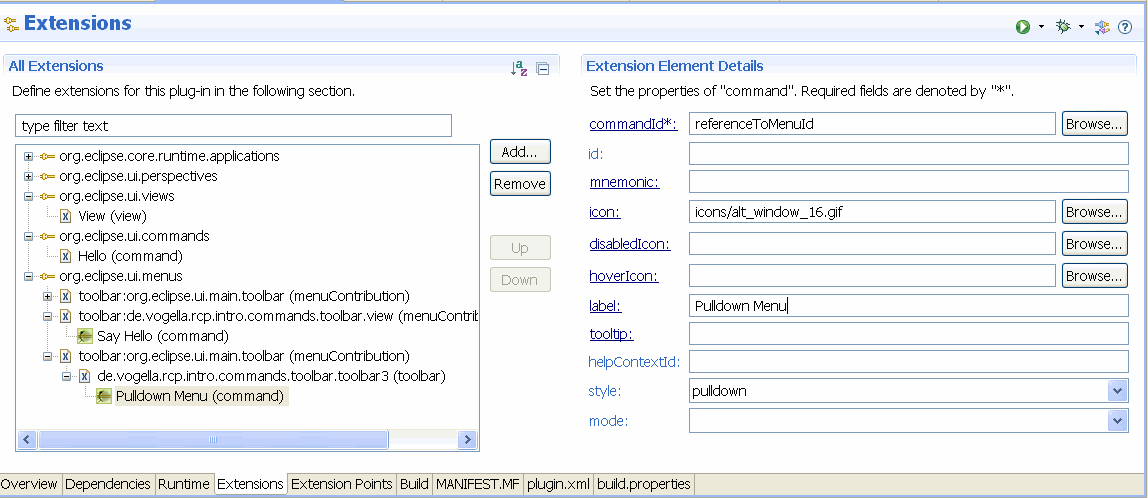 Extensions
All Extensions
Define extensions for this plug-in in the following section.
type filter text
org.eclipse.core.runtime.applications
org.eclipse.ui.perspectives
org.eclipse.ui.views
View (view)
org.eclipse.ui.commands
Hello (command)
org.eclipse.ui.menus
toolbar:org.eclipse.ui.main.toolbar (menuContribution)
toolbar:de.vogella.rcp.intro.commands.toolbar.view (menuContrib
Say Hello (command)
toolbar:org.eclipse.ui.main.toolbar (menuContribution)
de.vogella.rcp.intro.commands.toolbar.toolbar3 (toolbar)
Pulldown Menu (command)
Add...
Remove
Up
Down
Extension Element Details
Set the properties of "command". Required fields are denoted by "*".
commandId*: referenceToMenuId Browse...
id:
mnemonic:
icon: icons/alt_window_16.gif Browse...
disabledIcon: Browse...
hoverIcon: Browse...
label: Pulldown Menu
tooltip:
helpContextId:
style: pulldown
mode:
Overview Dependencies Runtime Extensions Extension Points Build MANIFEST.MF plugin.xml build.properties